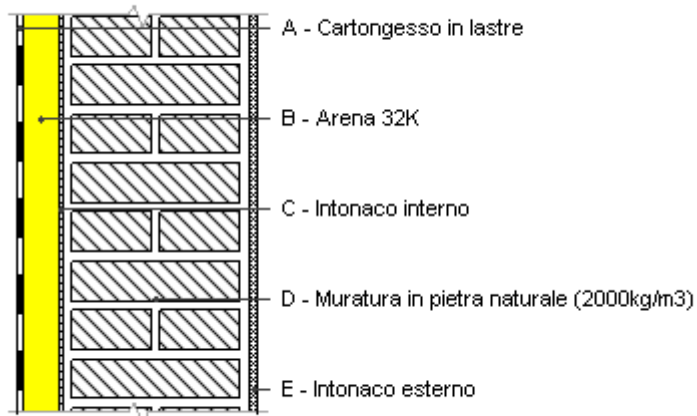 A - Cartongesso in lastre
B - Arena 32K
C - Intonaco interno
D - Muratura in pietra naturale (2000kg/m3)
E - Intonaco esterno